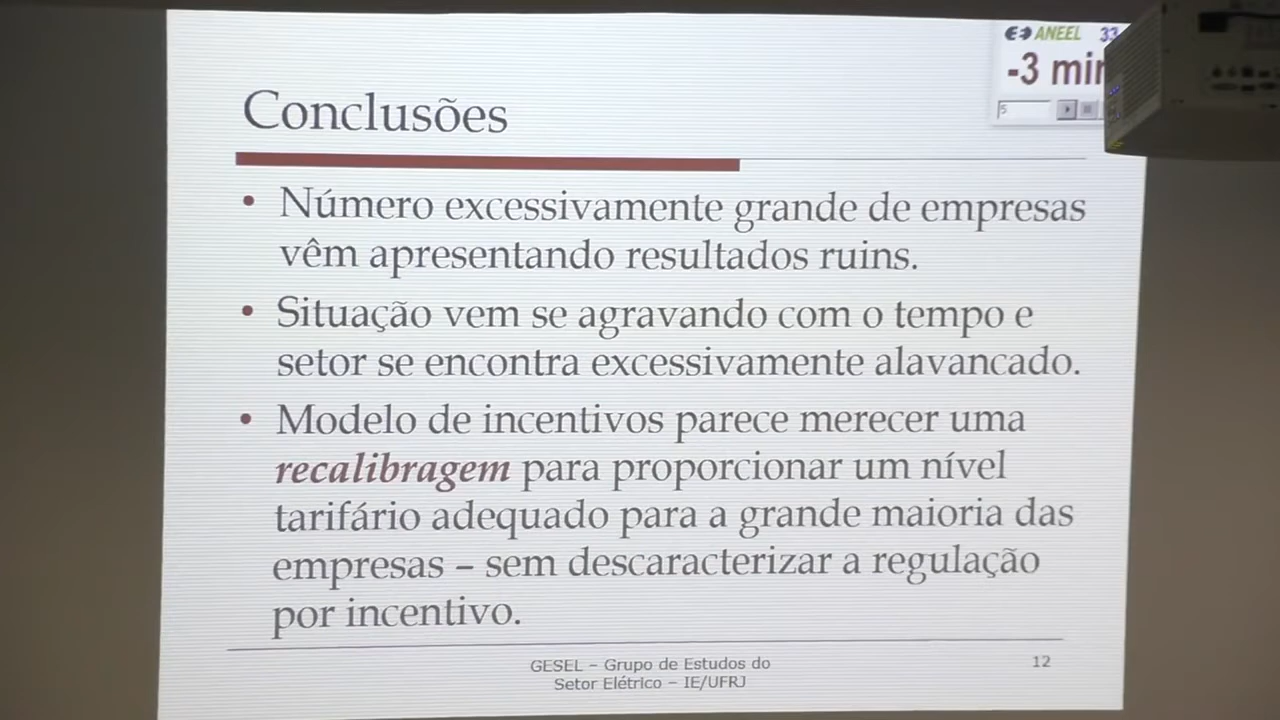 ANEEL 33
-3 min
5
Conclusões
• Número excessivamente grande de empresas
vêm apresentando resultados ruins.
• Situação vem se agravando com o tempo e
setor se encontra excessivamente alavancado.
• Modelo de incentivos parece merecer uma
recalibragem para proporcionar um nível
tarifário adequado para a grande maioria das
empresas – sem descaracterizar a regulação
por incentivo.
GESEL – Grupo de Estudos do
Setor Elétrico – IE/UFRJ
12